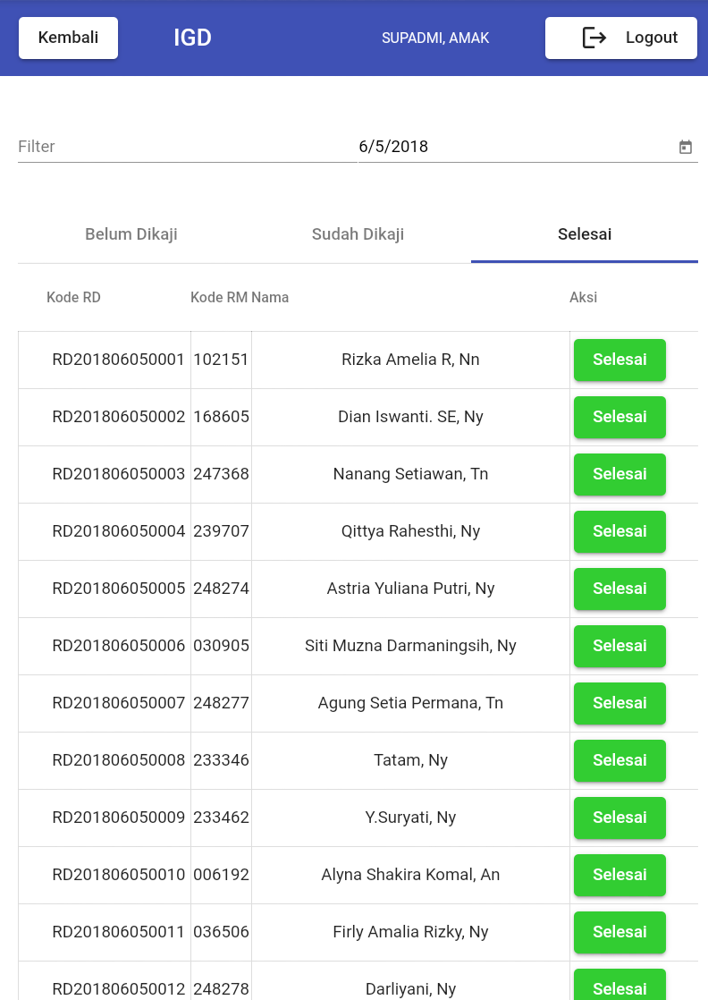 Kembali IGD SUPADMI, AMAK Logout
Filter 6/5/2018
Belum Dikaji Sudah Dikaji Selesai
Kode RD Kode RM Nama Aksi
RD201806050001 102151 Rizka Amelia R, Nn Selesai
RD201806050002 168605 Dian Iswanti. SE, Ny Selesai
RD201806050003 247368 Nanang Setiawan, Tn Selesai
RD201806050004 239707 Qittya Rahesthi, Ny Selesai
RD201806050005 248274 Astria Yuliana Putri, Ny Selesai
RD201806050006 030905 Siti Muzna Darmaningsih, Ny Selesai
RD201806050007 248277 Agung Setia Permana, Tn Selesai
RD201806050008 233346 Tatam, Ny Selesai
RD201806050009 233462 Y.Suryati, Ny Selesai
RD201806050010 006192 Alyna Shakira Komal, An Selesai
RD201806050011 036506 Firly Amalia Rizky, Ny Selesai
RD201806050012 248278 Darliyani, Ny Selesai